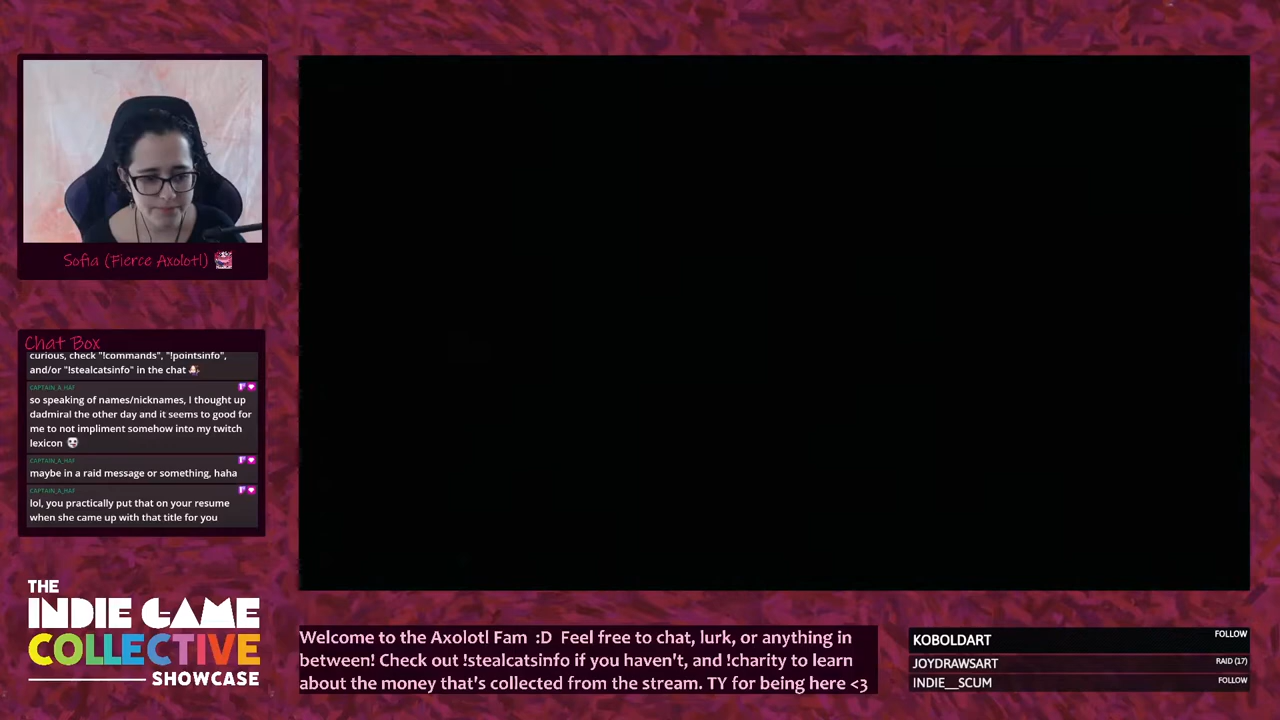 Sofia (Fierce Axolotl)
Chat Box
curious, check "!commands", "!pointsinfo",
and/or "!stealcatsinfo" in the chat
CAPTAIN_A_HAF
so speaking of names/nicknames, I thought up
dadmiral the other day and it seems to good for
me to not impliment somehow into my twitch
lexicon
CAPTAIN_A_HAF
maybe in a raid message or something, haha
CAPTAIN_A_HAF
lol, you practically put that on your resume
when she came up with that title for you
THE
INDIE GAME
COLLECTIVE
SHOWCASE
Welcome to the Axolotl Fam :D Feel free to chat, lurk, or anything in
between! Check out !stealcatsinfo if you haven't, and !charity to learn
about the money that's collected from the stream. TY for being here <3
KOBOLDART FOLLOW
JOYDRAWSART RAID (17)
INDIE__SCUM FOLLOW